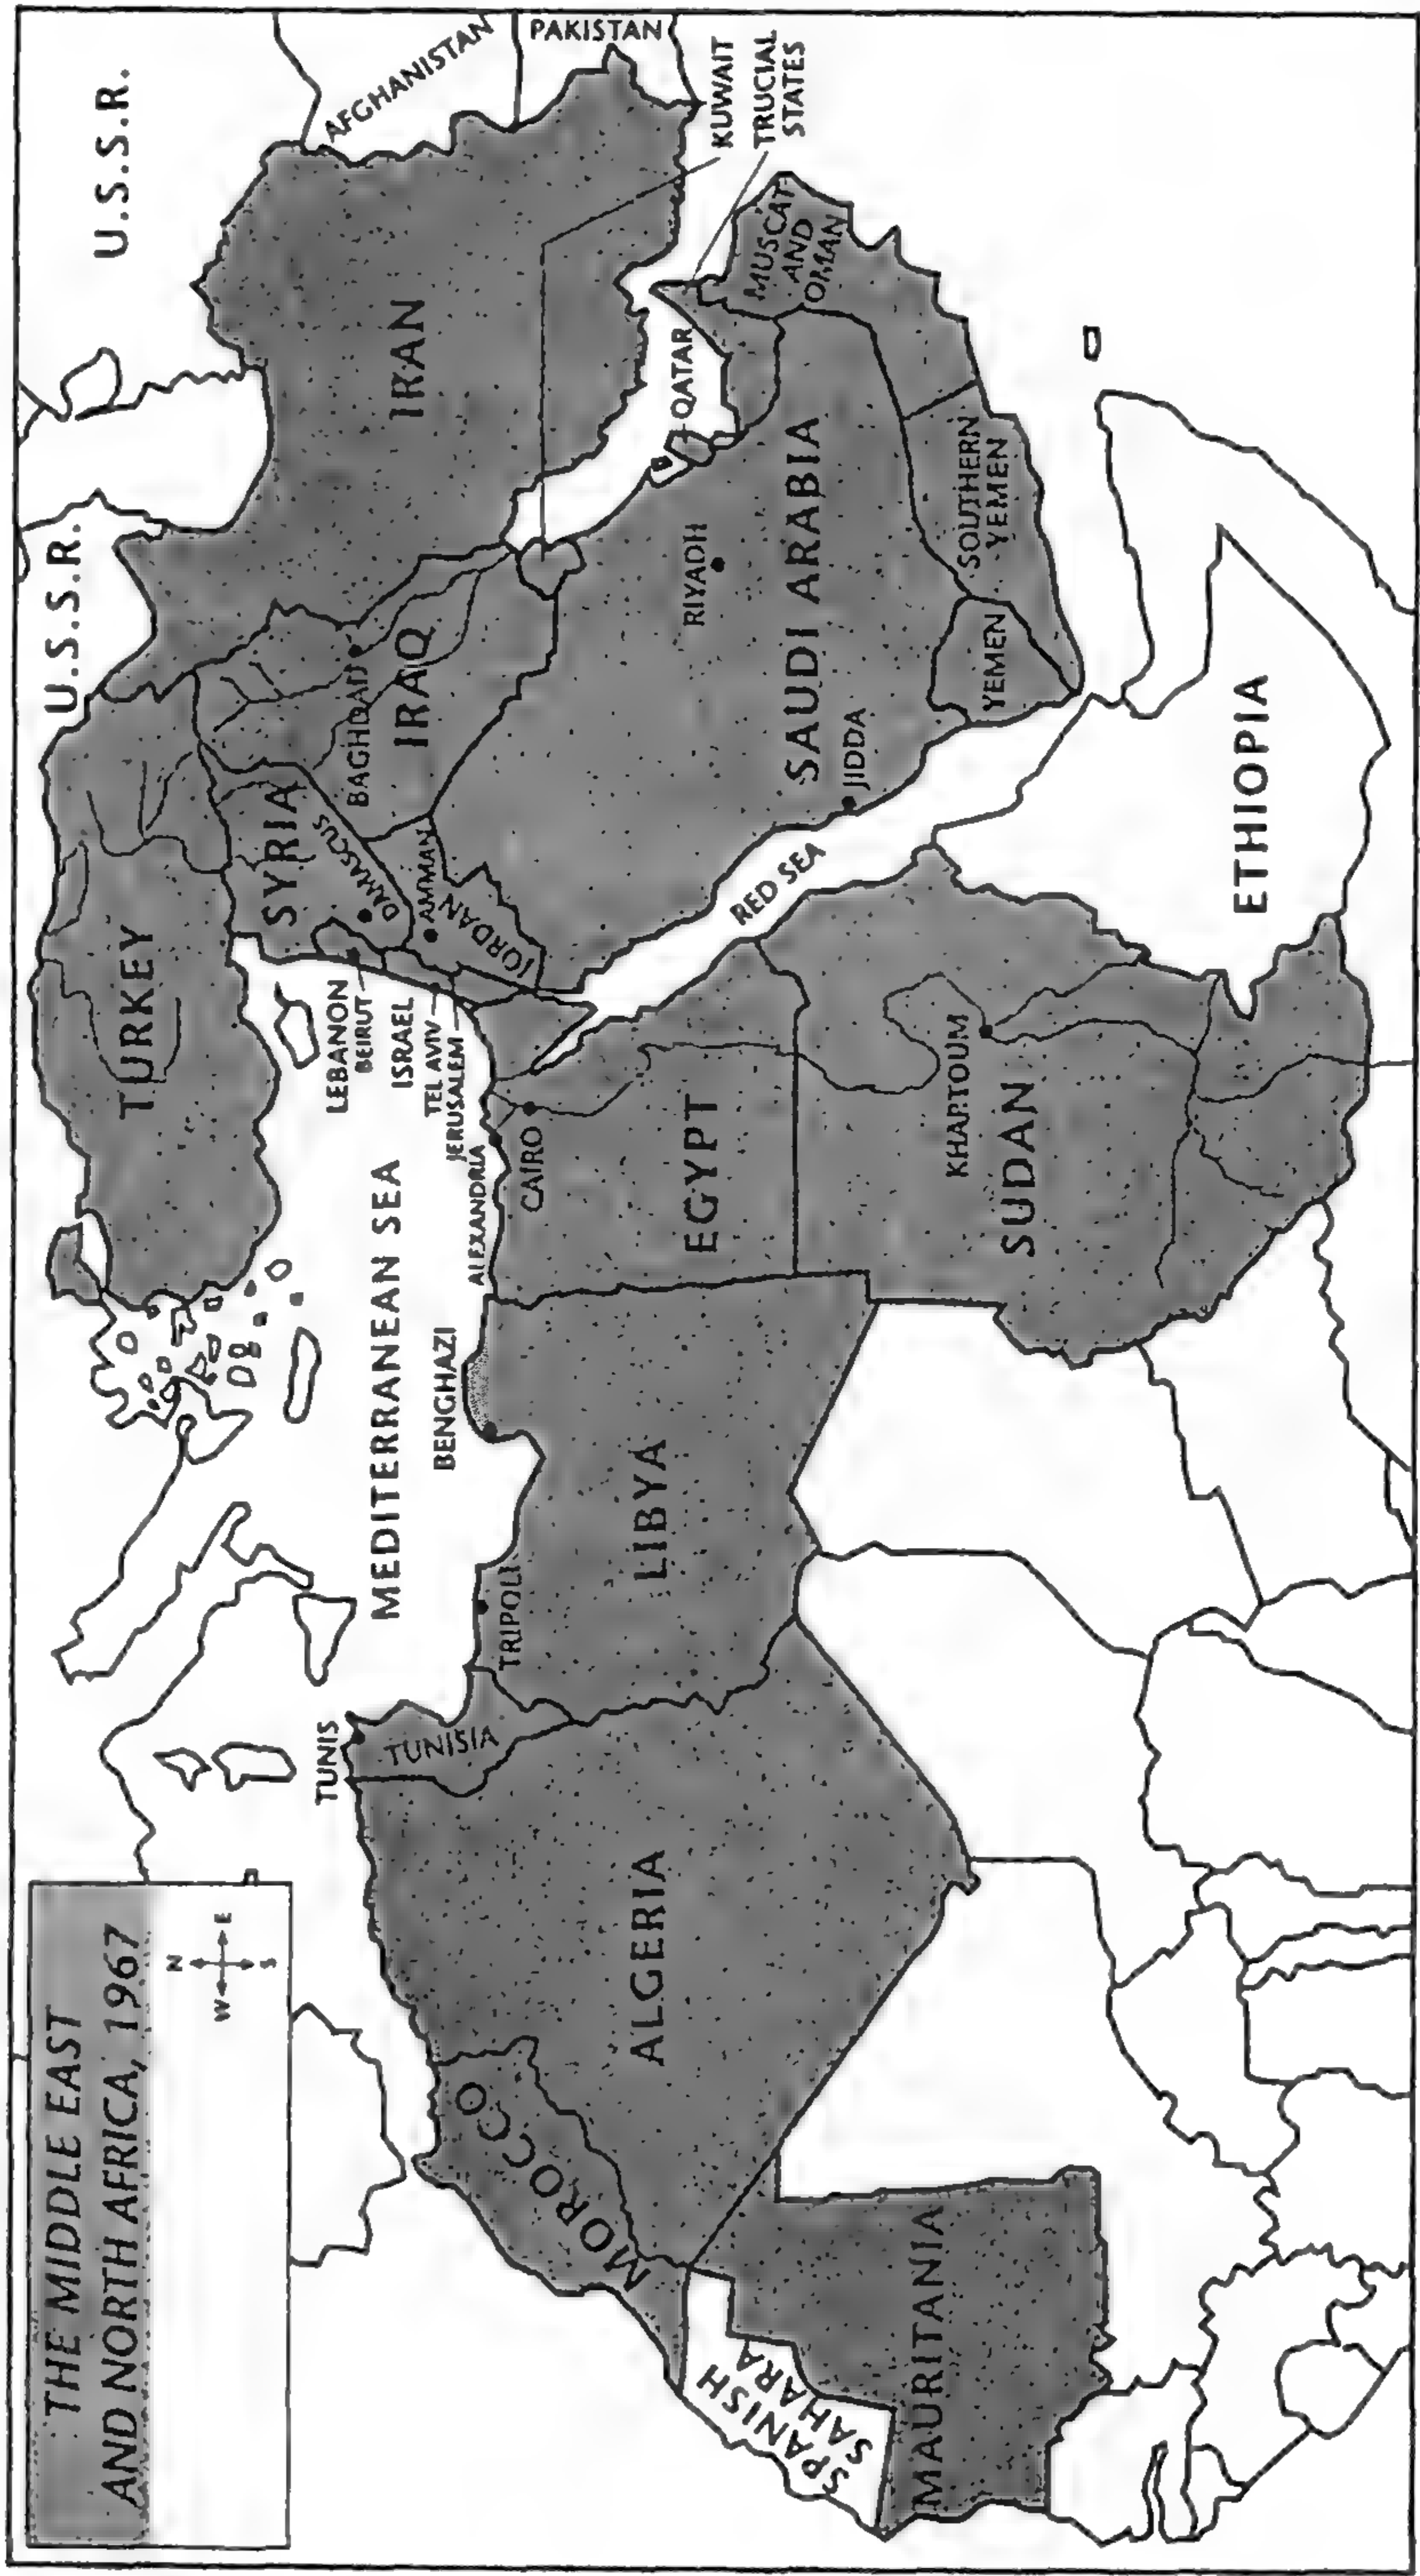 THE MIDDLE EAST
AND NORTH AFRICA, 1967
N
W E
S
U.S.S.R.
U.S.S.R.
AFGHANISTAN
PAKISTAN
KUWAIT
TRUCIAL
STATES
TURKEY
SYRIA
DAMASCUS
BAGHDAD
IRAQ
IRAN
LEBANON
BEIRUT
ISRAEL
TEL AVIV
JERUSALEM
AMMAN
JORDAN
MEDITERRANEAN SEA
TUNIS
TUNISIA
TRIPOLI
BENGHAZI
ALEXANDRIA
CAIRO
MOROCCO
ALGERIA
LIBYA
EGYPT
RED SEA
RIYADH
QATAR
SAUDI ARABIA
JIDDA
MUSCAT
AND
OMAN
SPANISH
SAHARA
MAURITANIA
KHARTOUM
SUDAN
YEMEN
SOUTHERN
YEMEN
ETHIOPIA